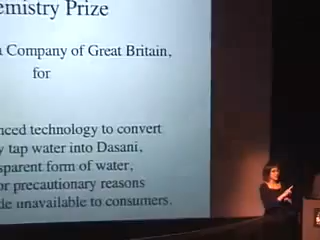 emistry Prize
a Company of Great Britain,
for
nced technology to convert
y tap water into Dasani,
sparent form of water,
or precautionary reasons
de unavailable to consumers.